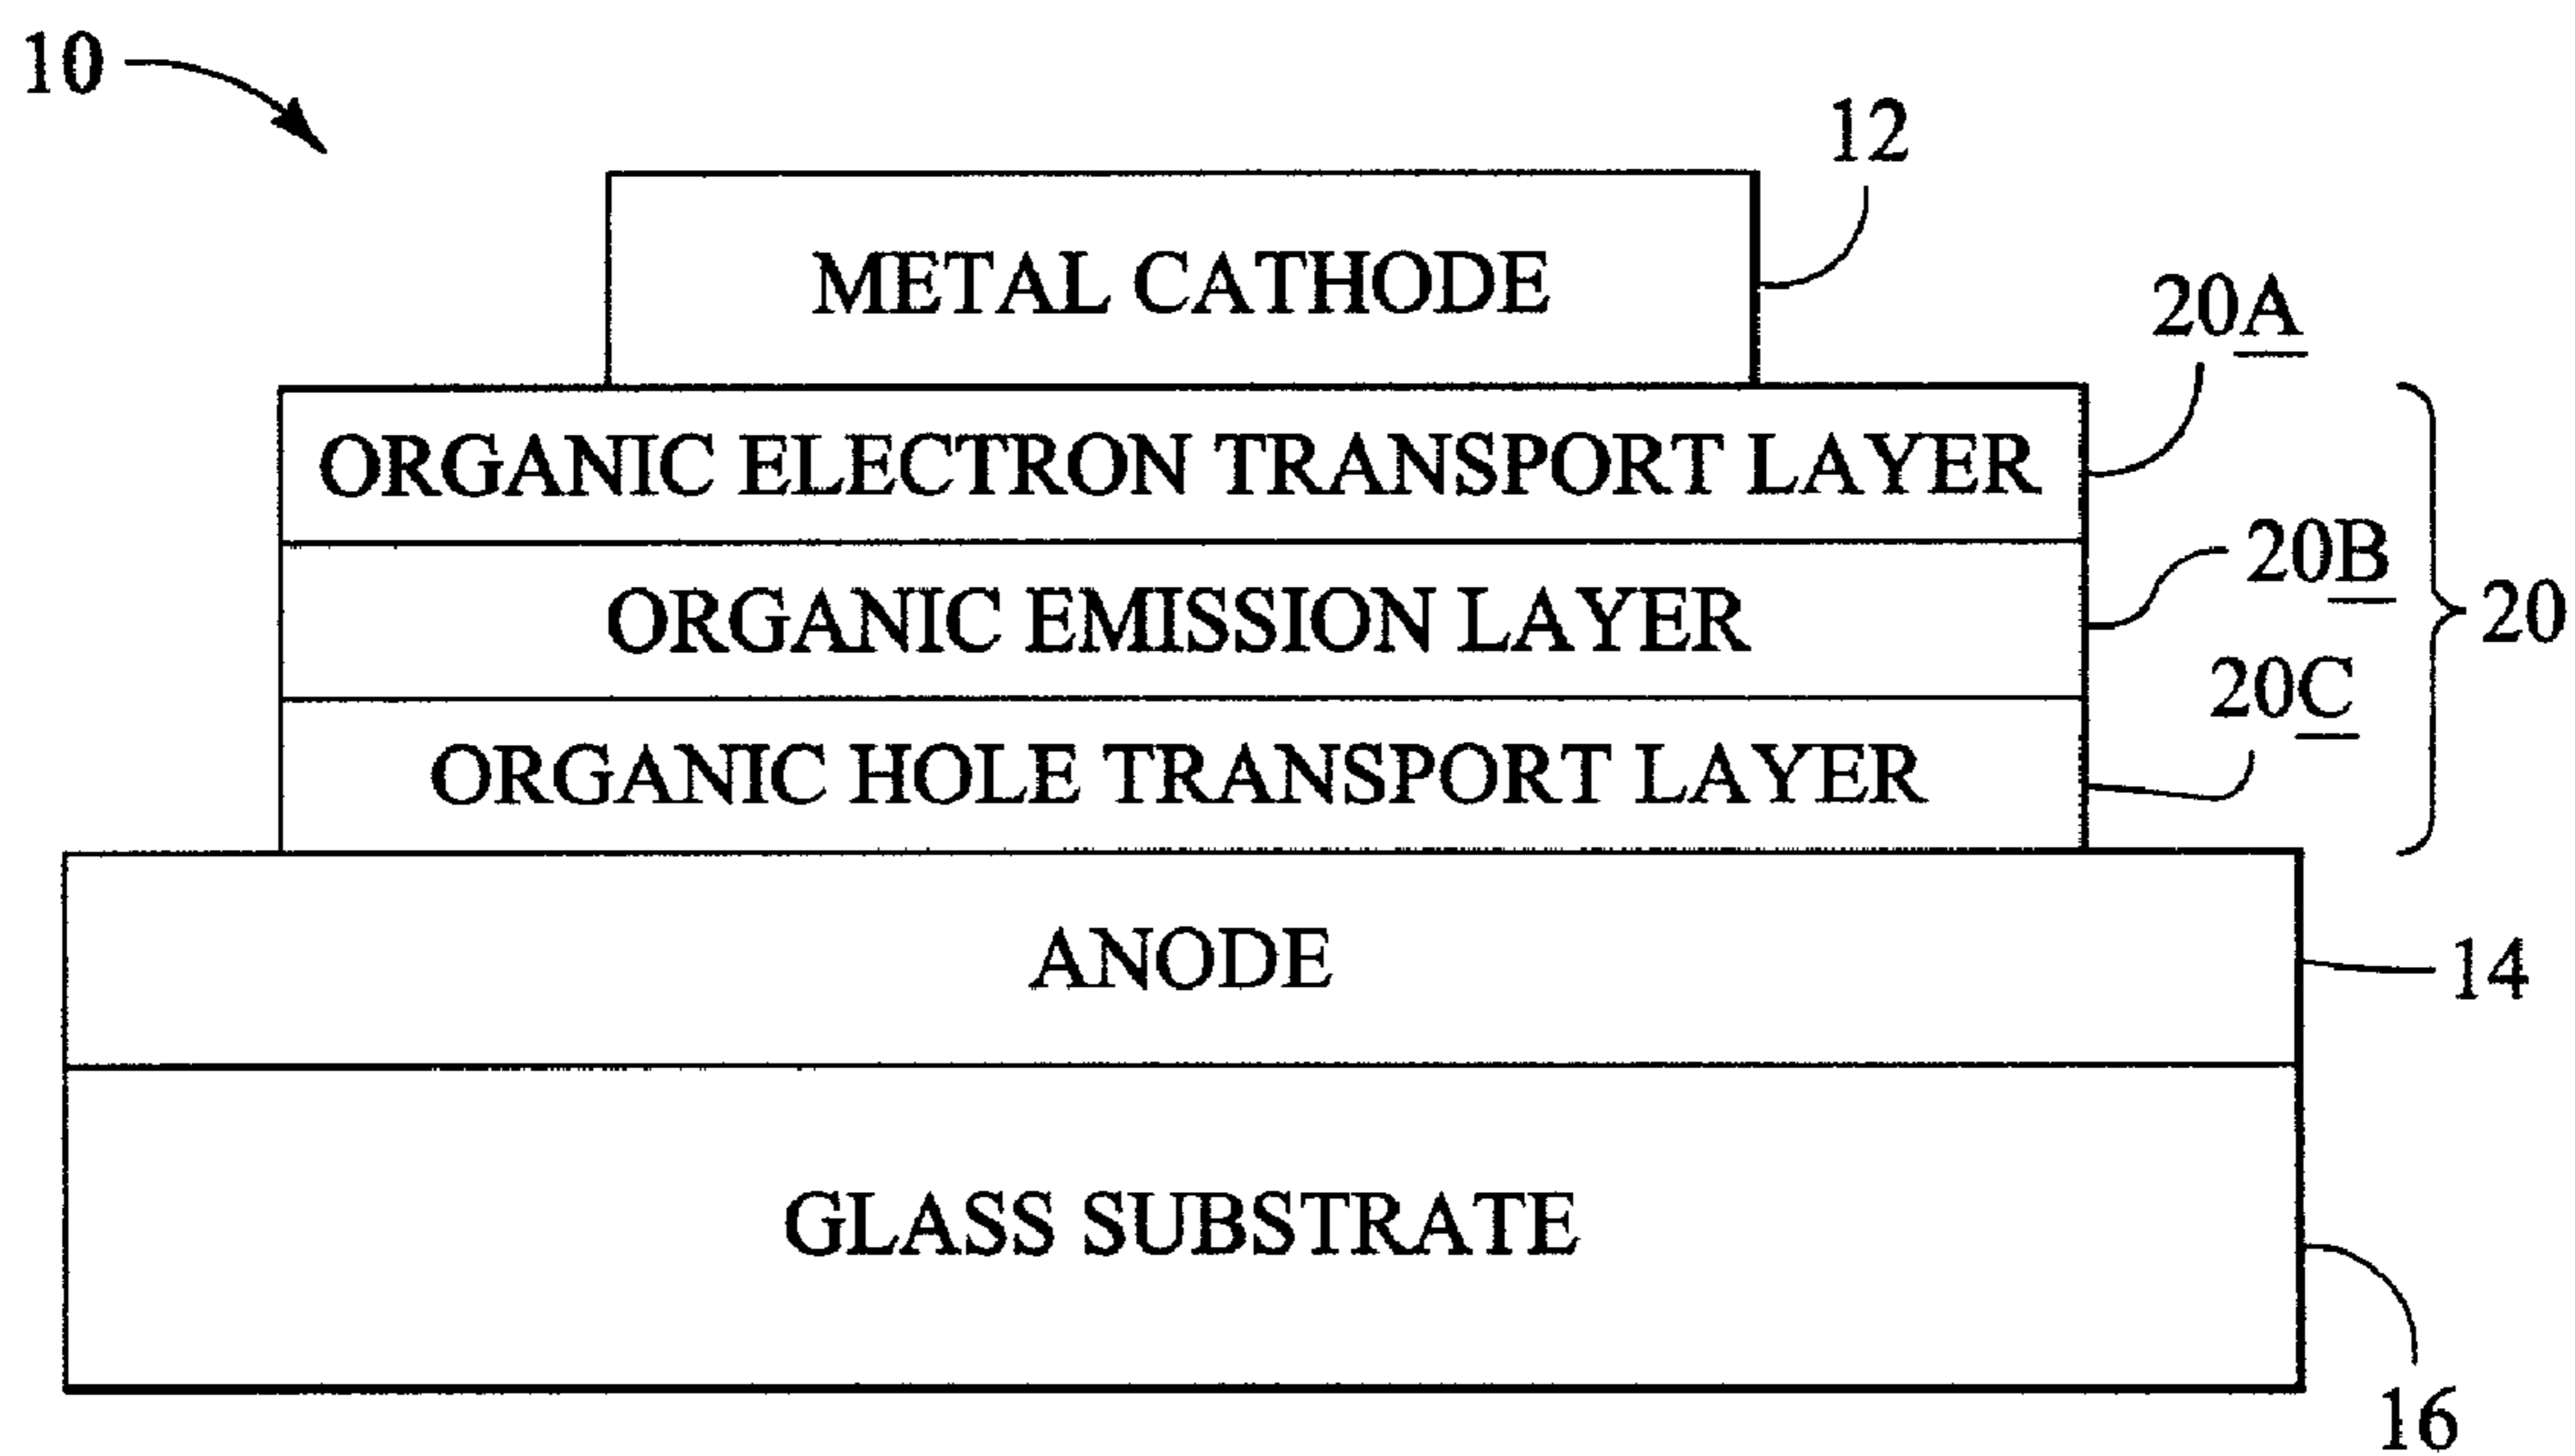 10
12
METAL CATHODE
20A
ORGANIC ELECTRON TRANSPORT LAYER
20B
ORGANIC EMISSION LAYER
20
20C
ORGANIC HOLE TRANSPORT LAYER
ANODE
14
GLASS SUBSTRATE
16